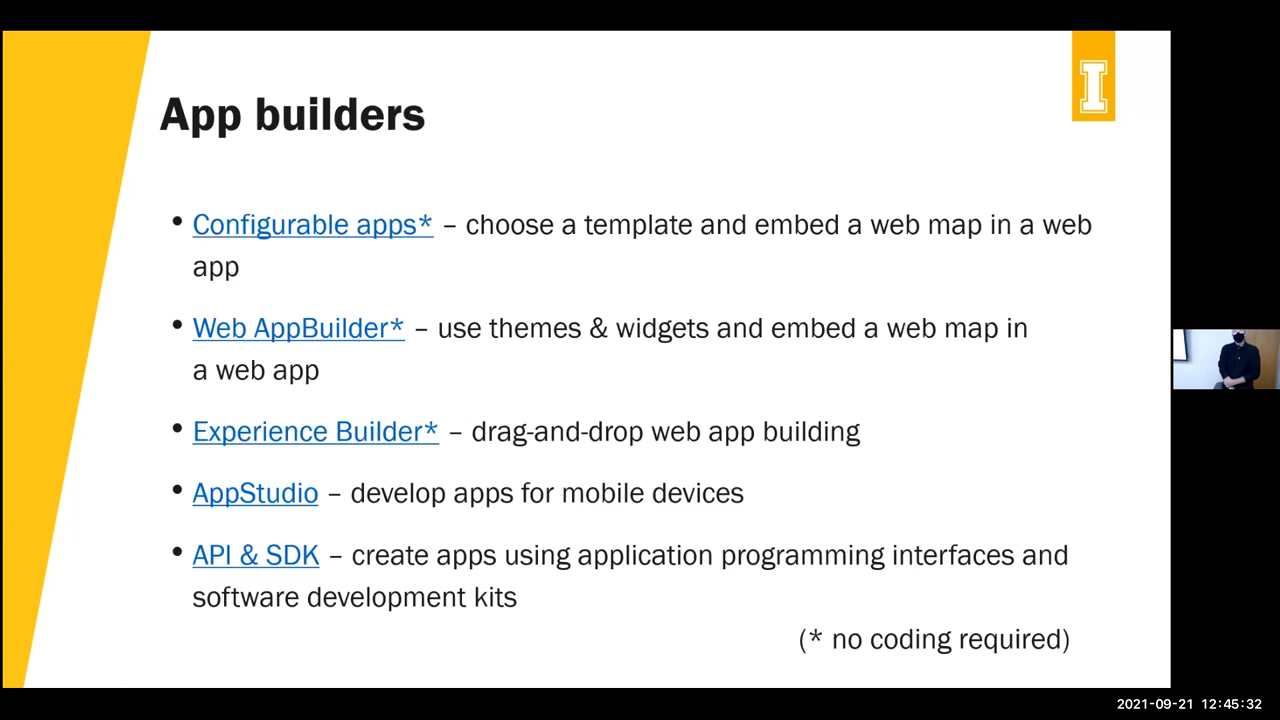 I
App builders
• Configurable apps* – choose a template and embed a web map in a web
app
• Web AppBuilder* – use themes & widgets and embed a web map in
a web app
• Experience Builder* – drag-and-drop web app building
• AppStudio – develop apps for mobile devices
• API & SDK – create apps using application programming interfaces and
software development kits
(* no coding required)
2021-09-21 12:45:32